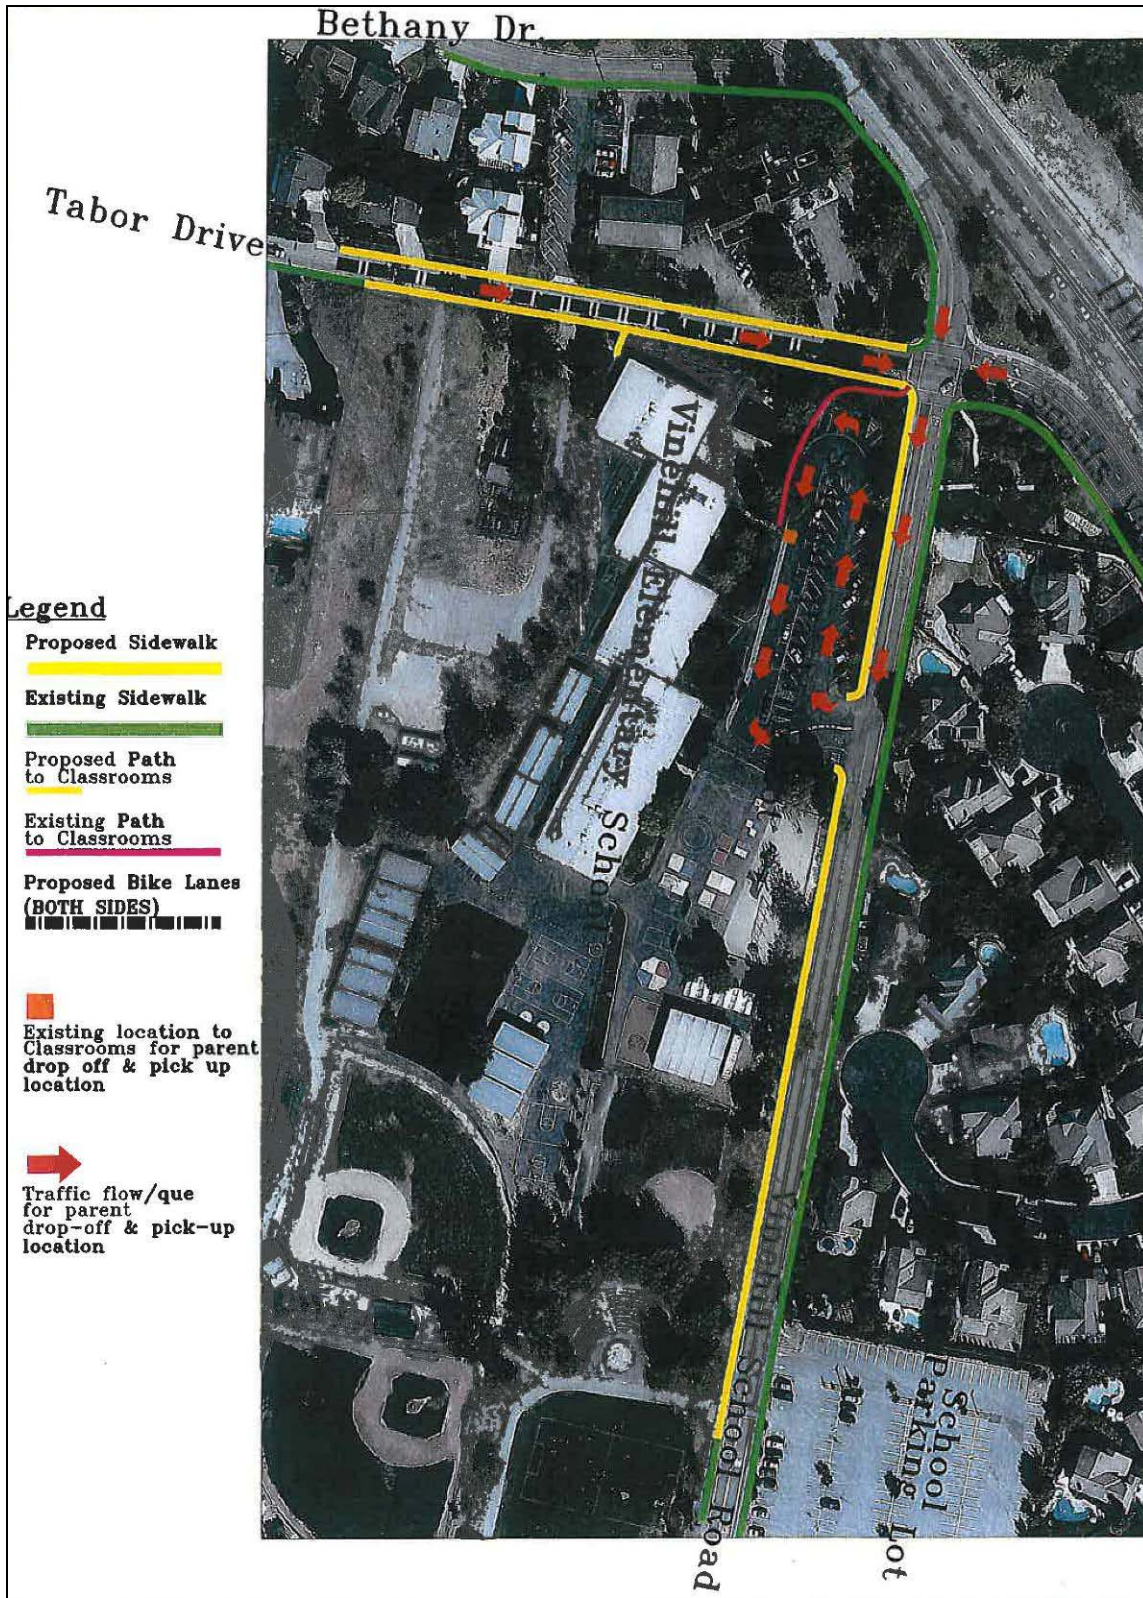 Bethany Dr.
Tabor Drive
Vinehill Elementary School
Legend
Proposed Sidewalk
Existing Sidewalk
Proposed Path
to Classrooms
Existing Path
to Classrooms
Proposed Bike Lanes
(BOTH SIDES)
Existing location to
Classrooms for parent
drop off & pick up
location
Traffic flow/que
for parent
drop-off & pick-up
location
Vinehill School Road
School
Parking Lot